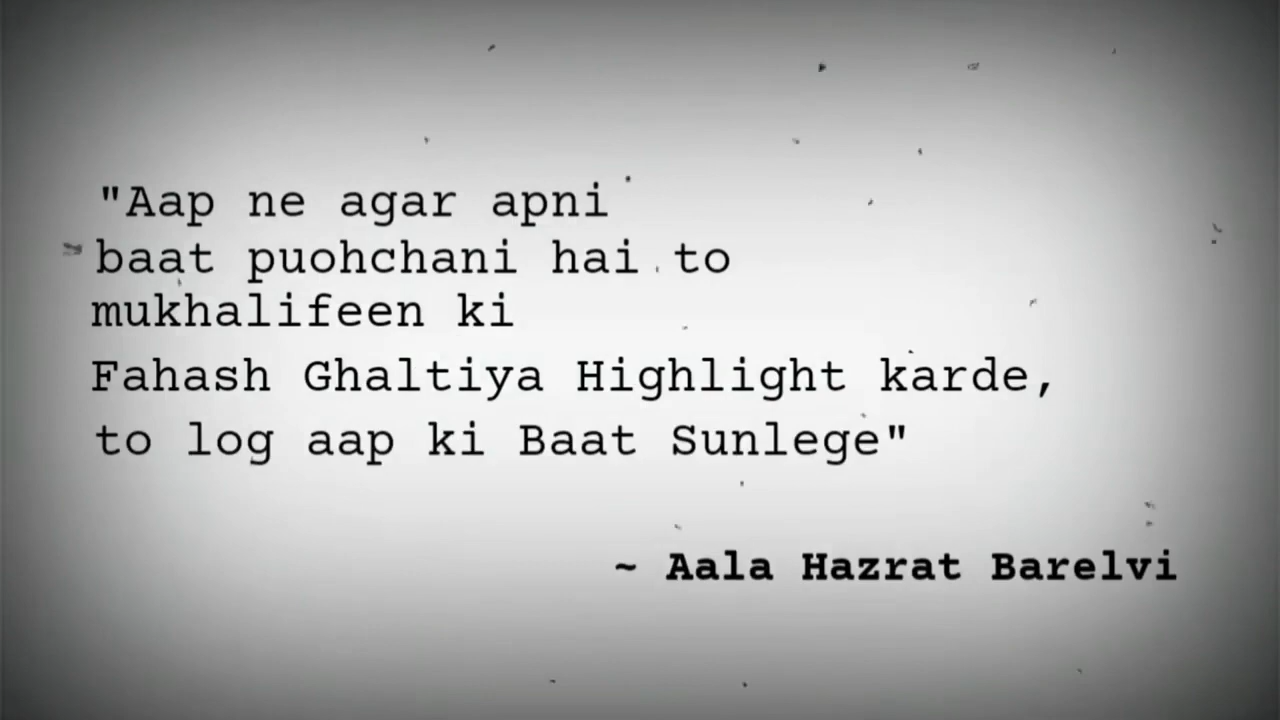 "Aap ne agar apni
baat puohchani hai to
mukhalifeen ki
Fahash Ghaltiya Highlight karde,
to log aap ki Baat Sunlege"
~ Aala Hazrat Barelvi